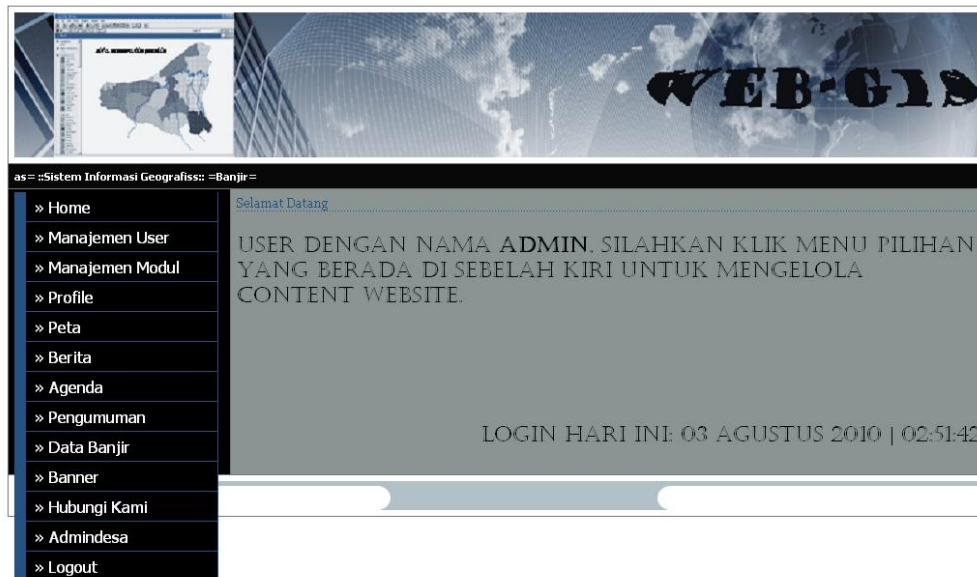 WEB-GIS
as= ::Sistem Informasi Geografiss:: =Banjir=
» Home
» Manajemen User
» Manajemen Modul
» Profile
» Peta
» Berita
» Agenda
» Pengumuman
» Data Banjir
» Banner
» Hubungi Kami
» Admindesa
» Logout
Selamat Datang
USER DENGAN NAMA ADMIN. SILAHKAN KLIK MENU PILIHAN
YANG BERADA DI SEBELAH KIRI UNTUK MENGELOLA
CONTENT WEBSITE.
LOGIN HARI INI: 03 AGUSTUS 2010 | 02:51:42